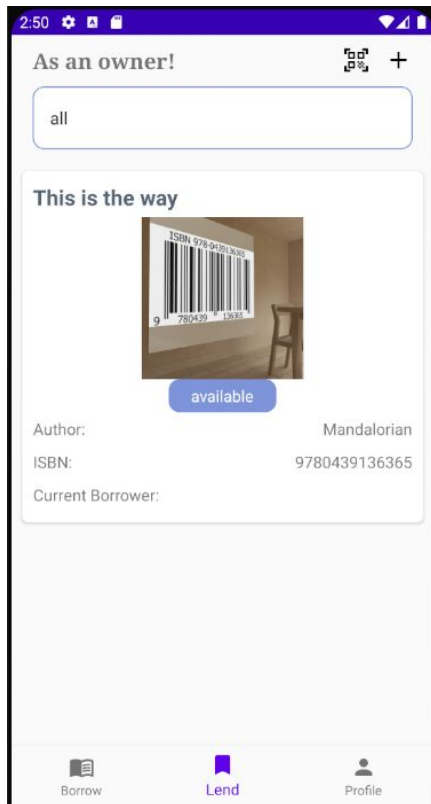 2:50
As an owner!
all
This is the way
ISBN 978-0439136365
9 780439 136365
available
Author: Mandalorian
ISBN: 9780439136365
Current Borrower:
Borrow Lend Profile